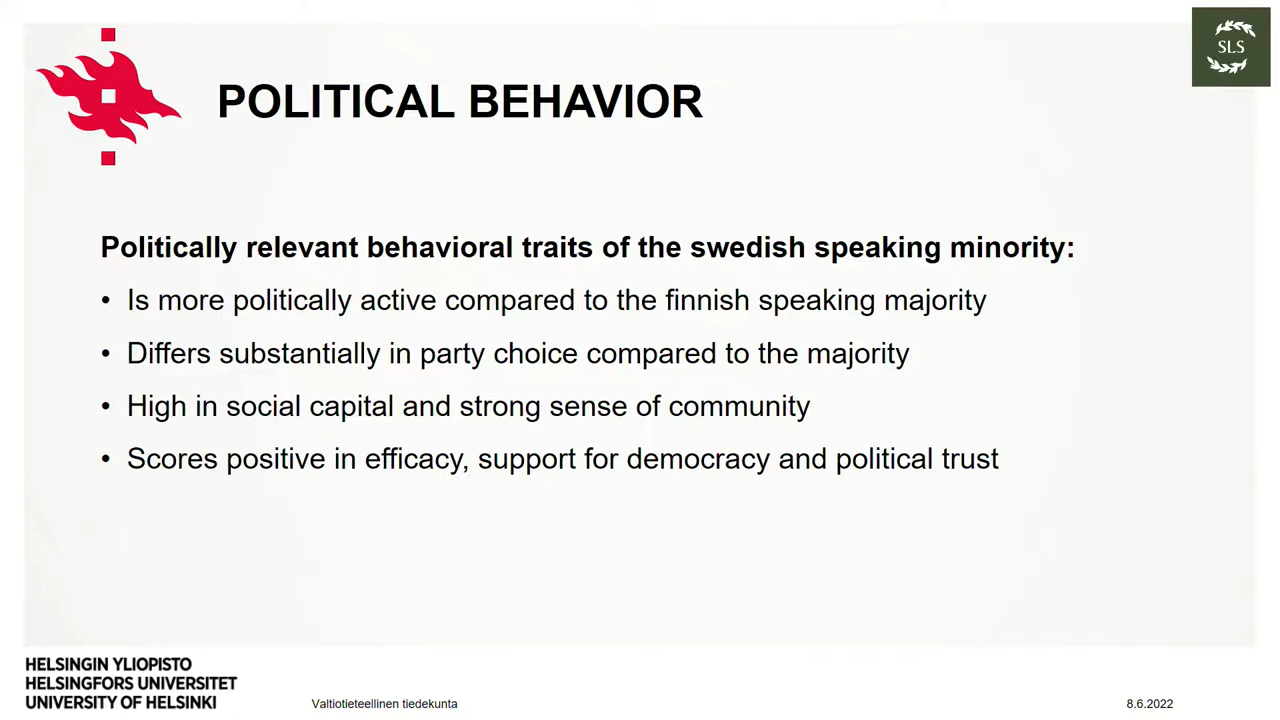 SLS
POLITICAL BEHAVIOR
Politically relevant behavioral traits of the swedish speaking minority:
• Is more politically active compared to the finnish speaking majority
• Differs substantially in party choice compared to the majority
• High in social capital and strong sense of community
• Scores positive in efficacy, support for democracy and political trust
HELSINGIN YLIOPISTO
HELSINGFORS UNIVERSITET
UNIVERSITY OF HELSINKI
Valtiotieteellinen tiedekunta
8.6.2022